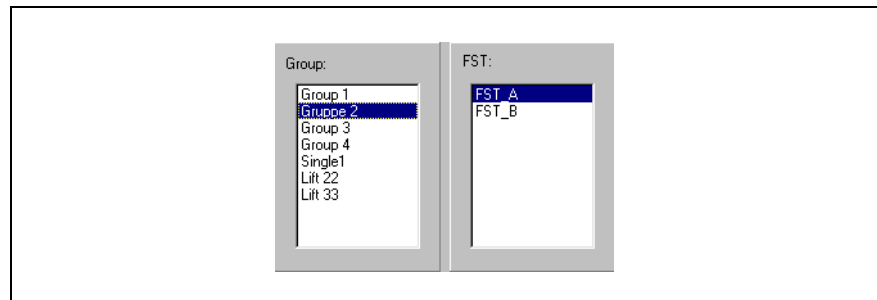 Group:
Group 1
Gruppe 2
Group 3
Group 4
Single1
Lift 22
Lift 33
FST:
FST_A
FST_B